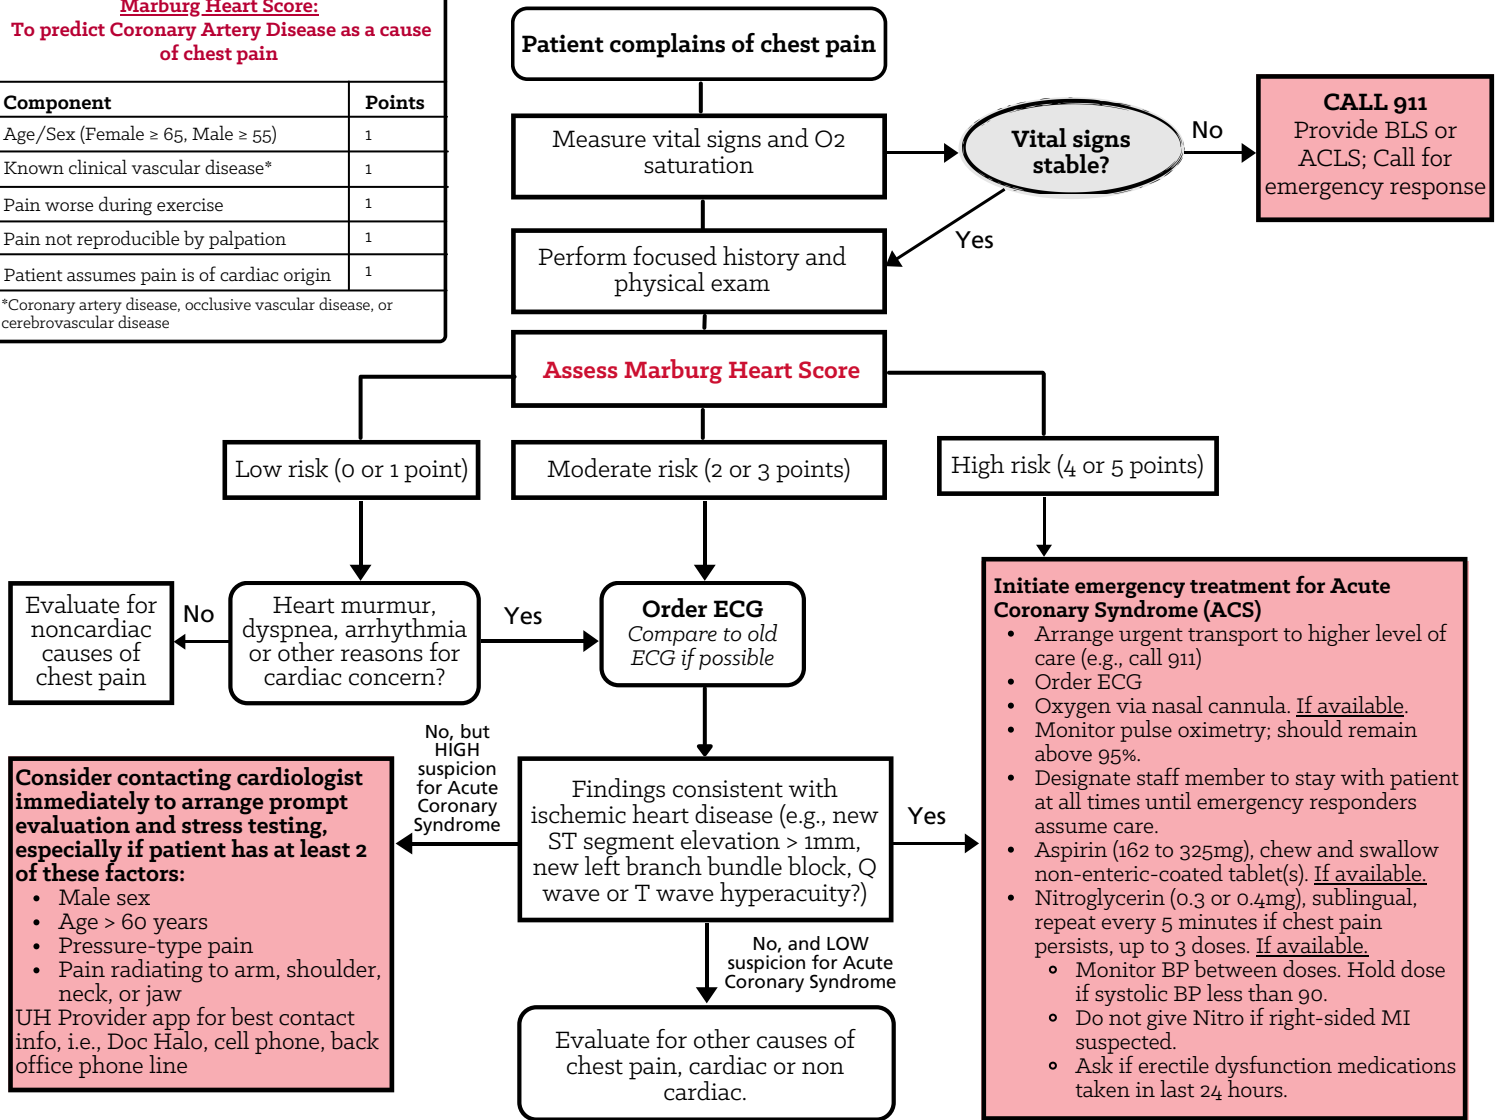 Marburg Heart Score:
To predict Coronary Artery Disease as a cause
of chest pain
Component Points
Age/Sex (Female ≥ 65, Male ≥ 55) 1
Known clinical vascular disease* 1
Pain worse during exercise 1
Pain not reproducible by palpation 1
Patient assumes pain is of cardiac origin 1
*Coronary artery disease, occlusive vascular disease, or
cerebrovascular disease
Patient complains of chest pain
Measure vital signs and O2
saturation
Vital signs
stable?
No
CALL 911
Provide BLS or
ACLS; Call for
emergency response
Yes
Perform focused history and
physical exam
Assess Marburg Heart Score
Low risk (0 or 1 point)
Moderate risk (2 or 3 points)
High risk (4 or 5 points)
Evaluate for
noncardiac
causes of
chest pain
No
Heart murmur,
dyspnea, arrhythmia
or other reasons for
cardiac concern?
Yes
Order ECG
Compare to old
ECG if possible
Initiate emergency treatment for Acute
Coronary Syndrome (ACS)
• Arrange urgent transport to higher level of
care (e.g., call 911)
• Order ECG
• Oxygen via nasal cannula. If available.
• Monitor pulse oximetry; should remain
above 95%.
• Designate staff member to stay with patient
at all times until emergency responders
assume care.
• Aspirin (162 to 325mg), chew and swallow
non-enteric-coated tablet(s). If available.
• Nitroglycerin (0.3 or 0.4mg), sublingual,
repeat every 5 minutes if chest pain
persists, up to 3 doses. If available.
⚬ Monitor BP between doses. Hold dose
if systolic BP less than 90.
⚬ Do not give Nitro if right-sided MI
suspected.
⚬ Ask if erectile dysfunction medications
taken in last 24 hours.
No, but
HIGH
suspicion
for Acute
Coronary
Syndrome
Consider contacting cardiologist
immediately to arrange prompt
evaluation and stress testing,
especially if patient has at least 2
of these factors:
• Male sex
• Age > 60 years
• Pressure-type pain
• Pain radiating to arm, shoulder,
neck, or jaw
UH Provider app for best contact
info, i.e., Doc Halo, cell phone, back
office phone line
Findings consistent with
ischemic heart disease (e.g., new
ST segment elevation > 1mm,
new left branch bundle block, Q
wave or T wave hyperacuity?)
Yes
No, and LOW
suspicion for Acute
Coronary Syndrome
Evaluate for other causes of
chest pain, cardiac or non
cardiac.